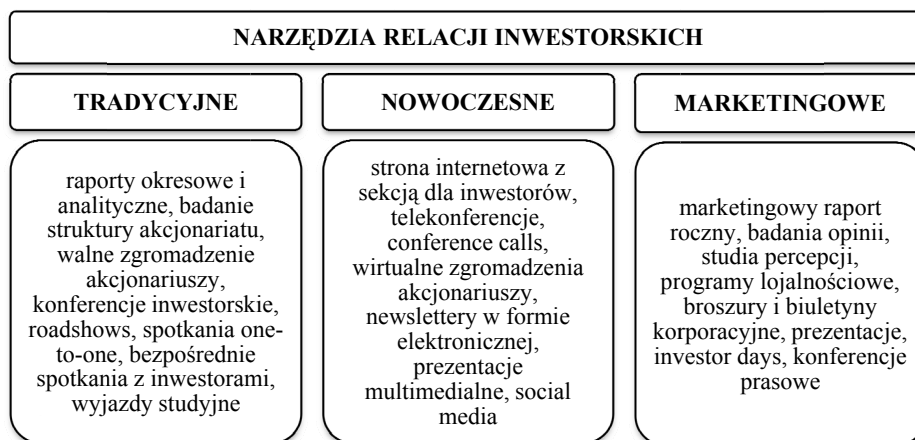 NARZĘDZIA RELACJI INWESTORSKICH
TRADYCYJNE
raporty okresowe i
analityczne, badanie
struktury akcjonariatu,
walne zgromadzenie
akcjonariuszy,
konferencje inwestorskie,
roadshows, spotkania one-
to-one, bezpośrednie
spotkania z inwestorami,
wyjazdy studyjne
NOWOCZESNE
strona internetowa z
sekcją dla inwestorów,
telekonferencje,
conference calls,
wirtualne zgromadzenia
akcjonariuszy,
newslettery w formie
elektronicznej,
prezentacje
multimedialne, social
media
MARKETINGOWE
marketingowy raport
roczny, badania opinii,
studia percepcji,
programy lojalnościowe,
broszury i biuletyny
korporacyjne, prezentacje,
investor days, konferencje
prasowe